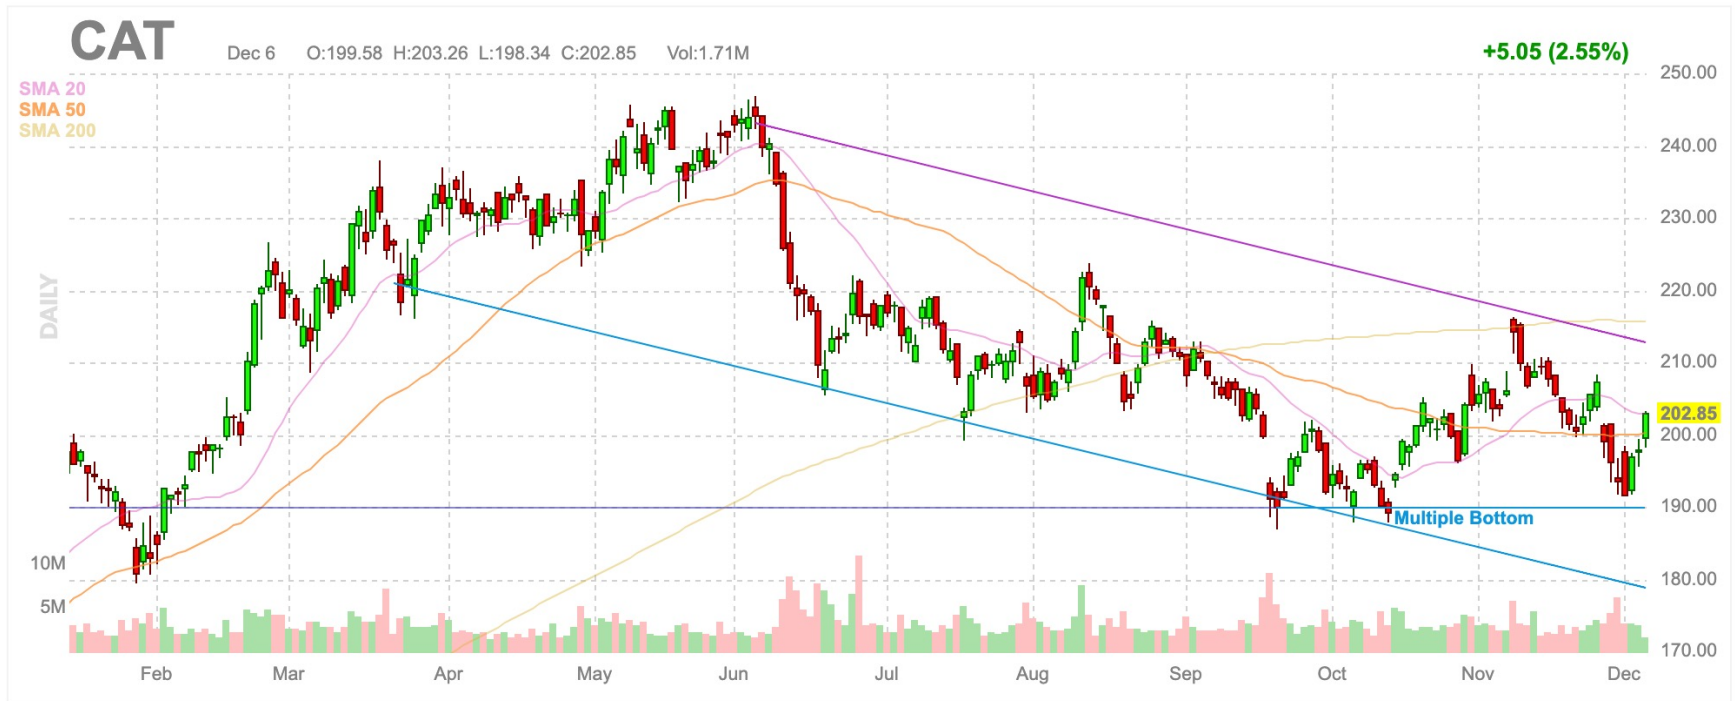 CAT Dec 6 O:199.58 H:203.26 L:198.34 C:202.85 Vol:1.71M +5.05 (2.55%)
250.00
SMA 20
SMA 50
SMA 200
240.00
230.00
DAILY
220.00
210.00
202.85
200.00
190.00
Multiple Bottom
10M
180.00
5M
170.00
Feb Mar Apr May Jun Jul Aug Sep Oct Nov Dec